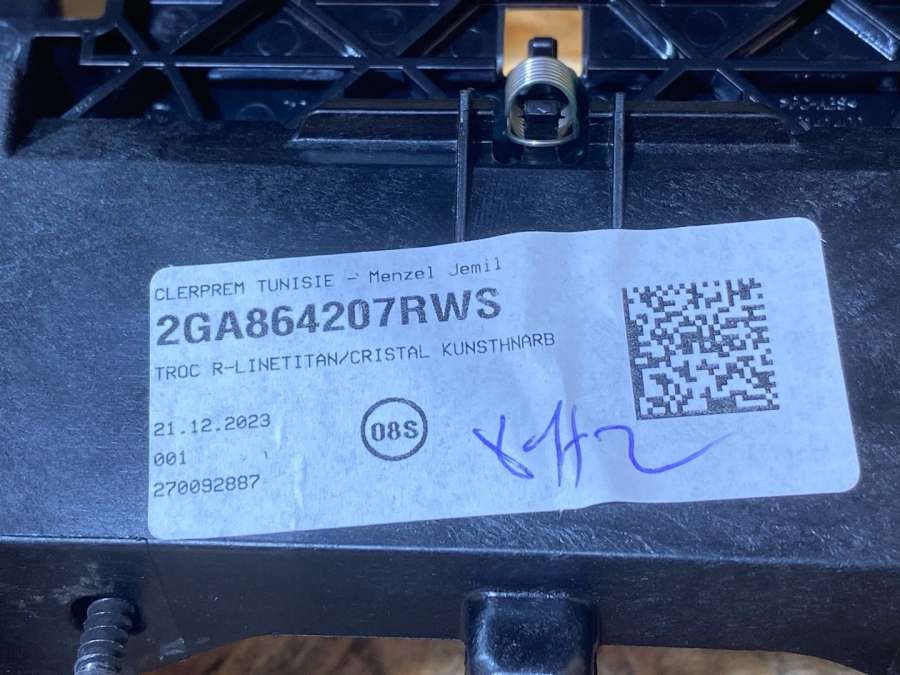 CLERPREM TUNISIE - Menzel Jemil
2GA864207RWS
TROC R-LINETITAN/CRISTAL KUNSTHNARB
21.12.2023
08S
001
270092887